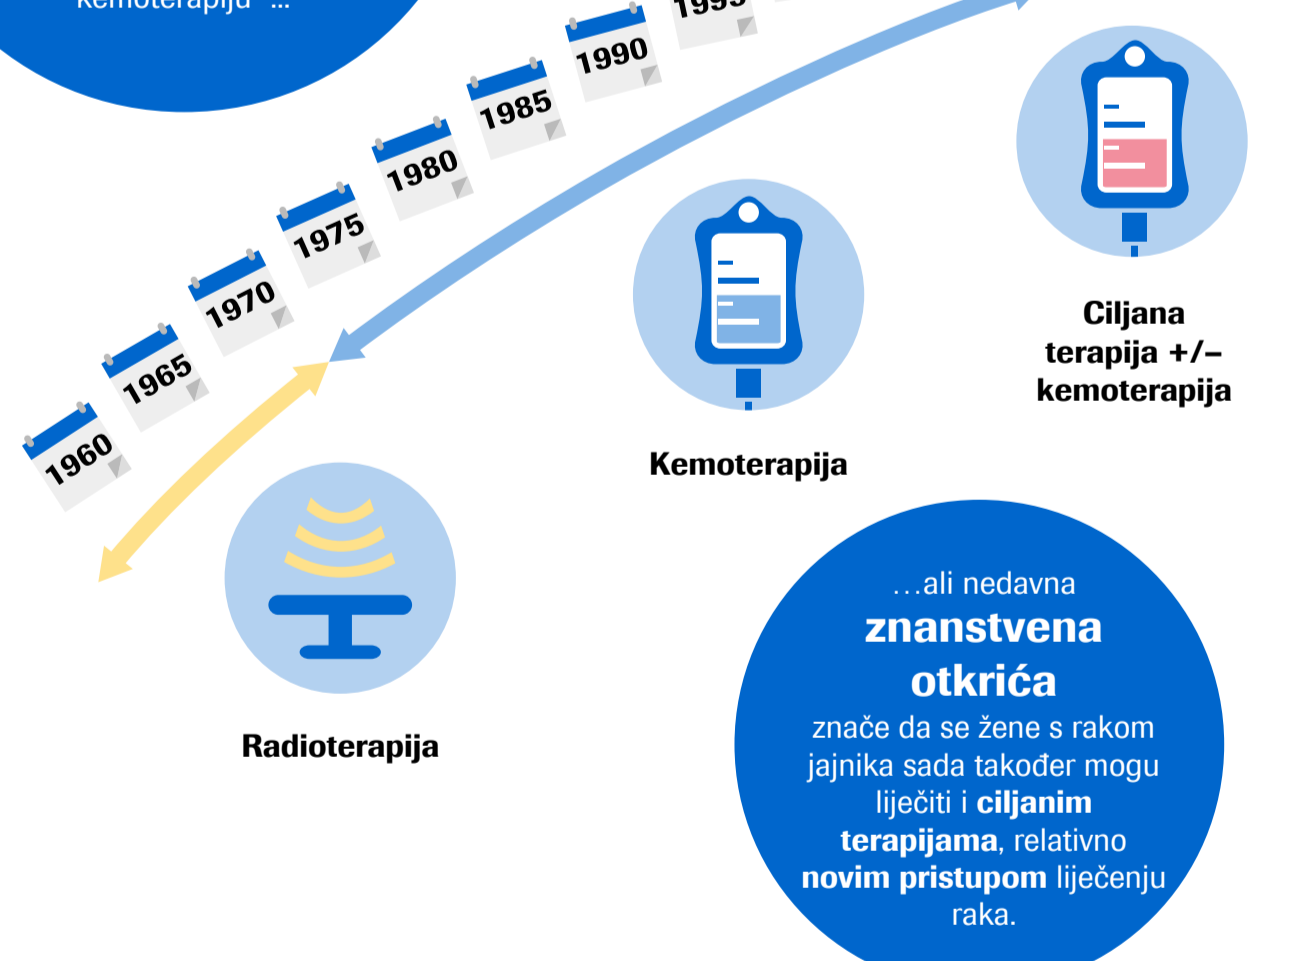 kemoterapiju ...
1995
1990
1985
1980
1975
1970
1965
1960
Ciljana
terapija +/–
kemoterapija
Kemoterapija
Radioterapija
…ali nedavna
znanstvena
otkrića
znače da se žene s rakom
jajnika sada također mogu
liječiti i ciljanim
terapijama, relativno
novim pristupom liječenju
raka.